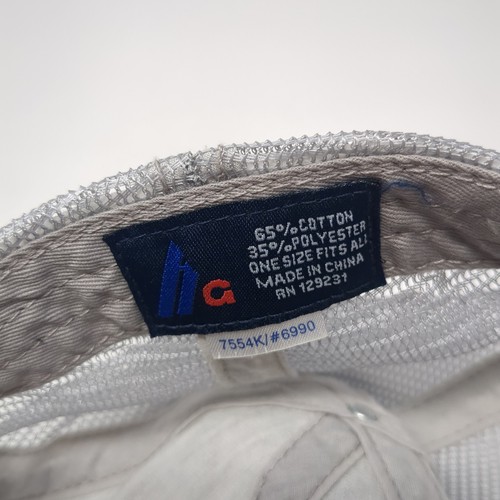 hG
65% COTTON
35% POLYESTER
ONE SIZE FITS ALL
MADE IN CHINA
RN 129231
7554K/#6990